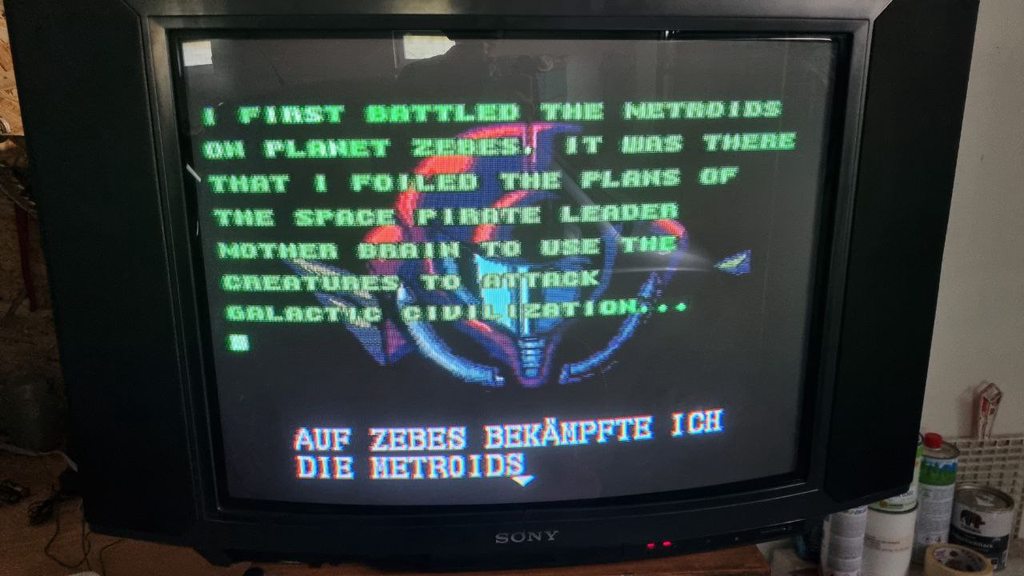 I FIRST BATTLED THE METROIDS
ON PLANET ZEBES. IT WAS THERE
THAT I FOILED THE PLANS OF
THE SPACE PIRATE LEADER
MOTHER BRAIN TO USE THE
CREATURES TO ATTACK
GALACTIC CIVILIZATION...
AUF ZEBES BEKÄMPFTE ICH
DIE METROIDS
SONY